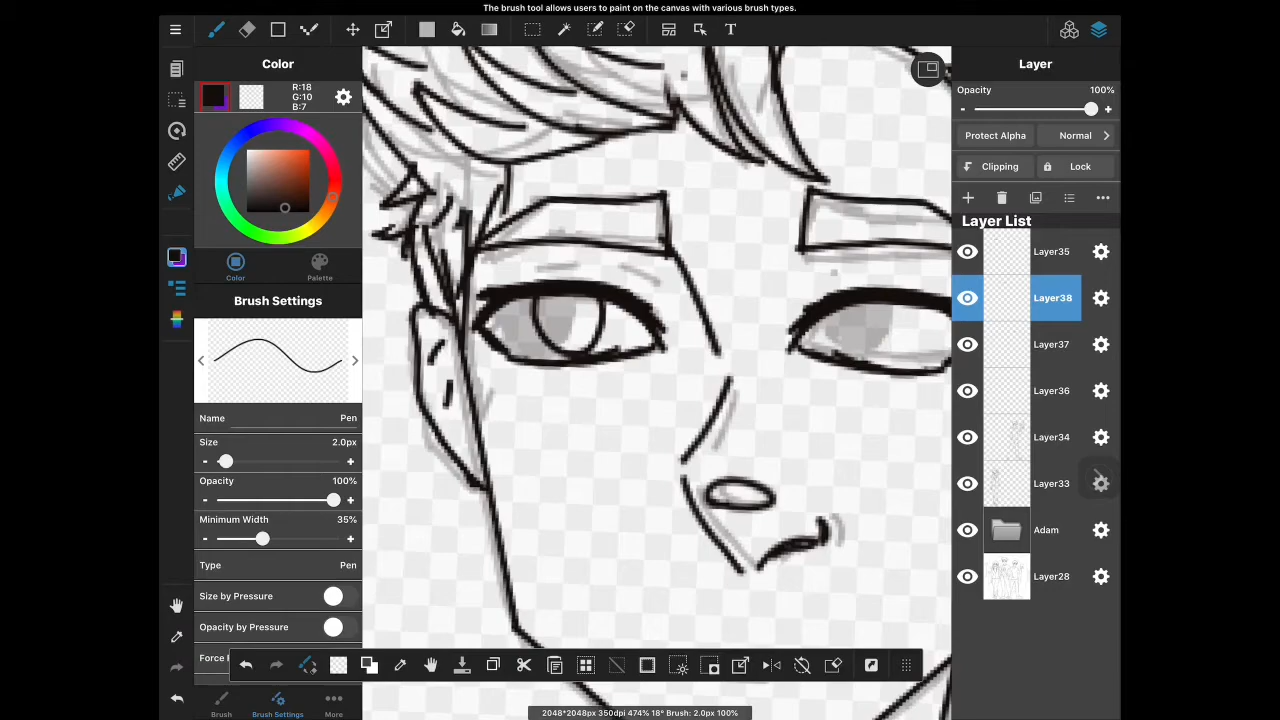 The brush tool allows users to paint on the canvas with various brush types.
T
Color
R:18
G:10
B:7
Color
Palette
Brush Settings
Name Pen
Size 2.0px
- +
Opacity 100%
- +
Minimum Width 35%
- +
Type Pen
Size by Pressure
Opacity by Pressure
Brush
Brush Settings
More
2048*2048px 350dpi 474% 18° Brush: 2.0px 100%
Layer
Opacity 100%
- +
Protect Alpha
Normal
Clipping
Lock
Layer List
Layer35
Layer38
Layer37
Layer36
Layer34
Layer33
Adam
Layer28